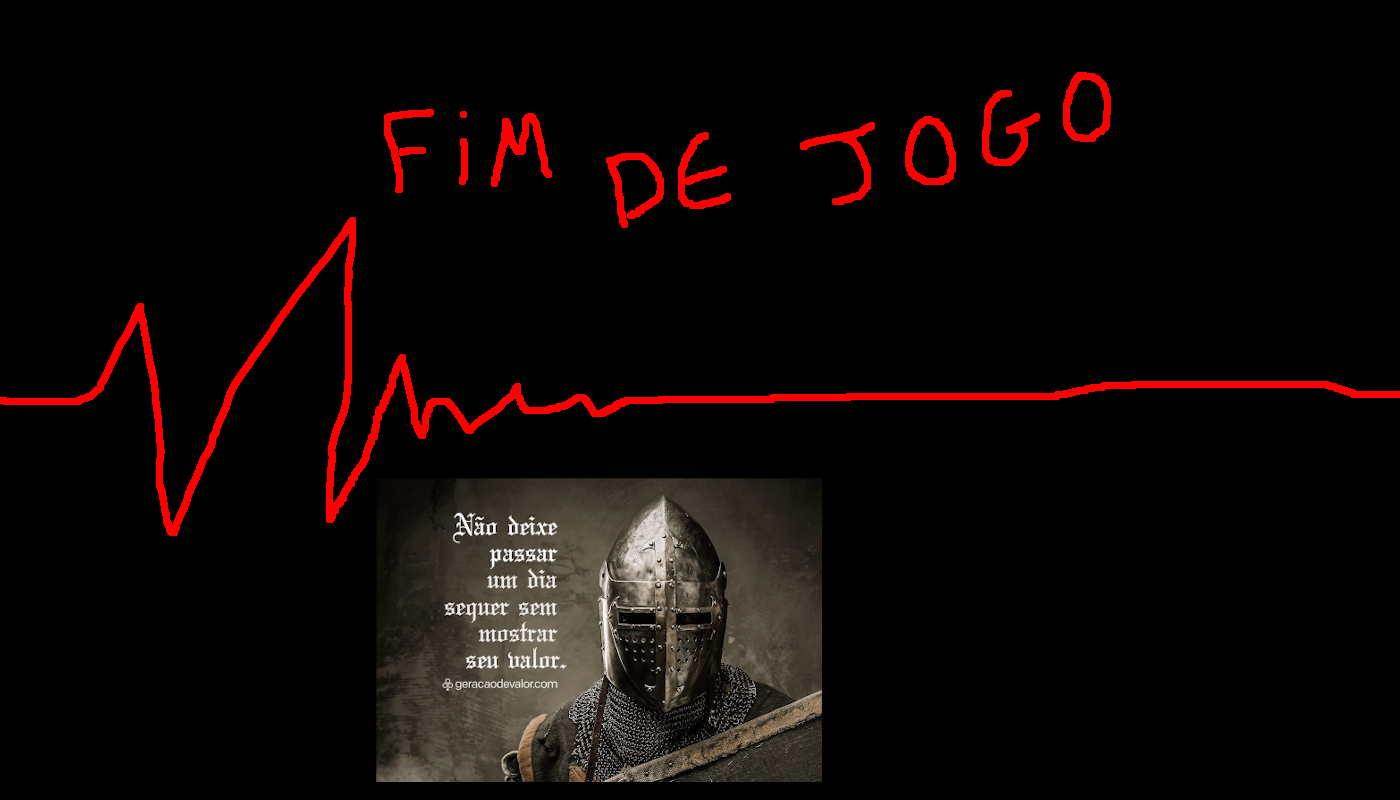 FiM DE JOGO
Não deixe
passar
um dia
sequer sem
mostrar
seu valor.
geracaodevalor.com